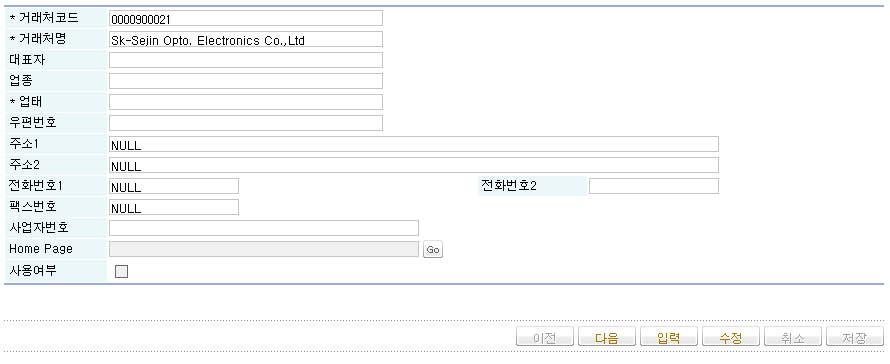 * 거래처코드 0000900021
* 거래처명 Sk-Sejin Opto. Electronics Co.,Ltd
대표자
업종
* 업태
우편번호
주소1 NULL
주소2 NULL
전화번호1 NULL 전화번호2
팩스번호 NULL
사업자번호
Home Page Go
사용여부
이전 다음 입력 수정 취소 저장